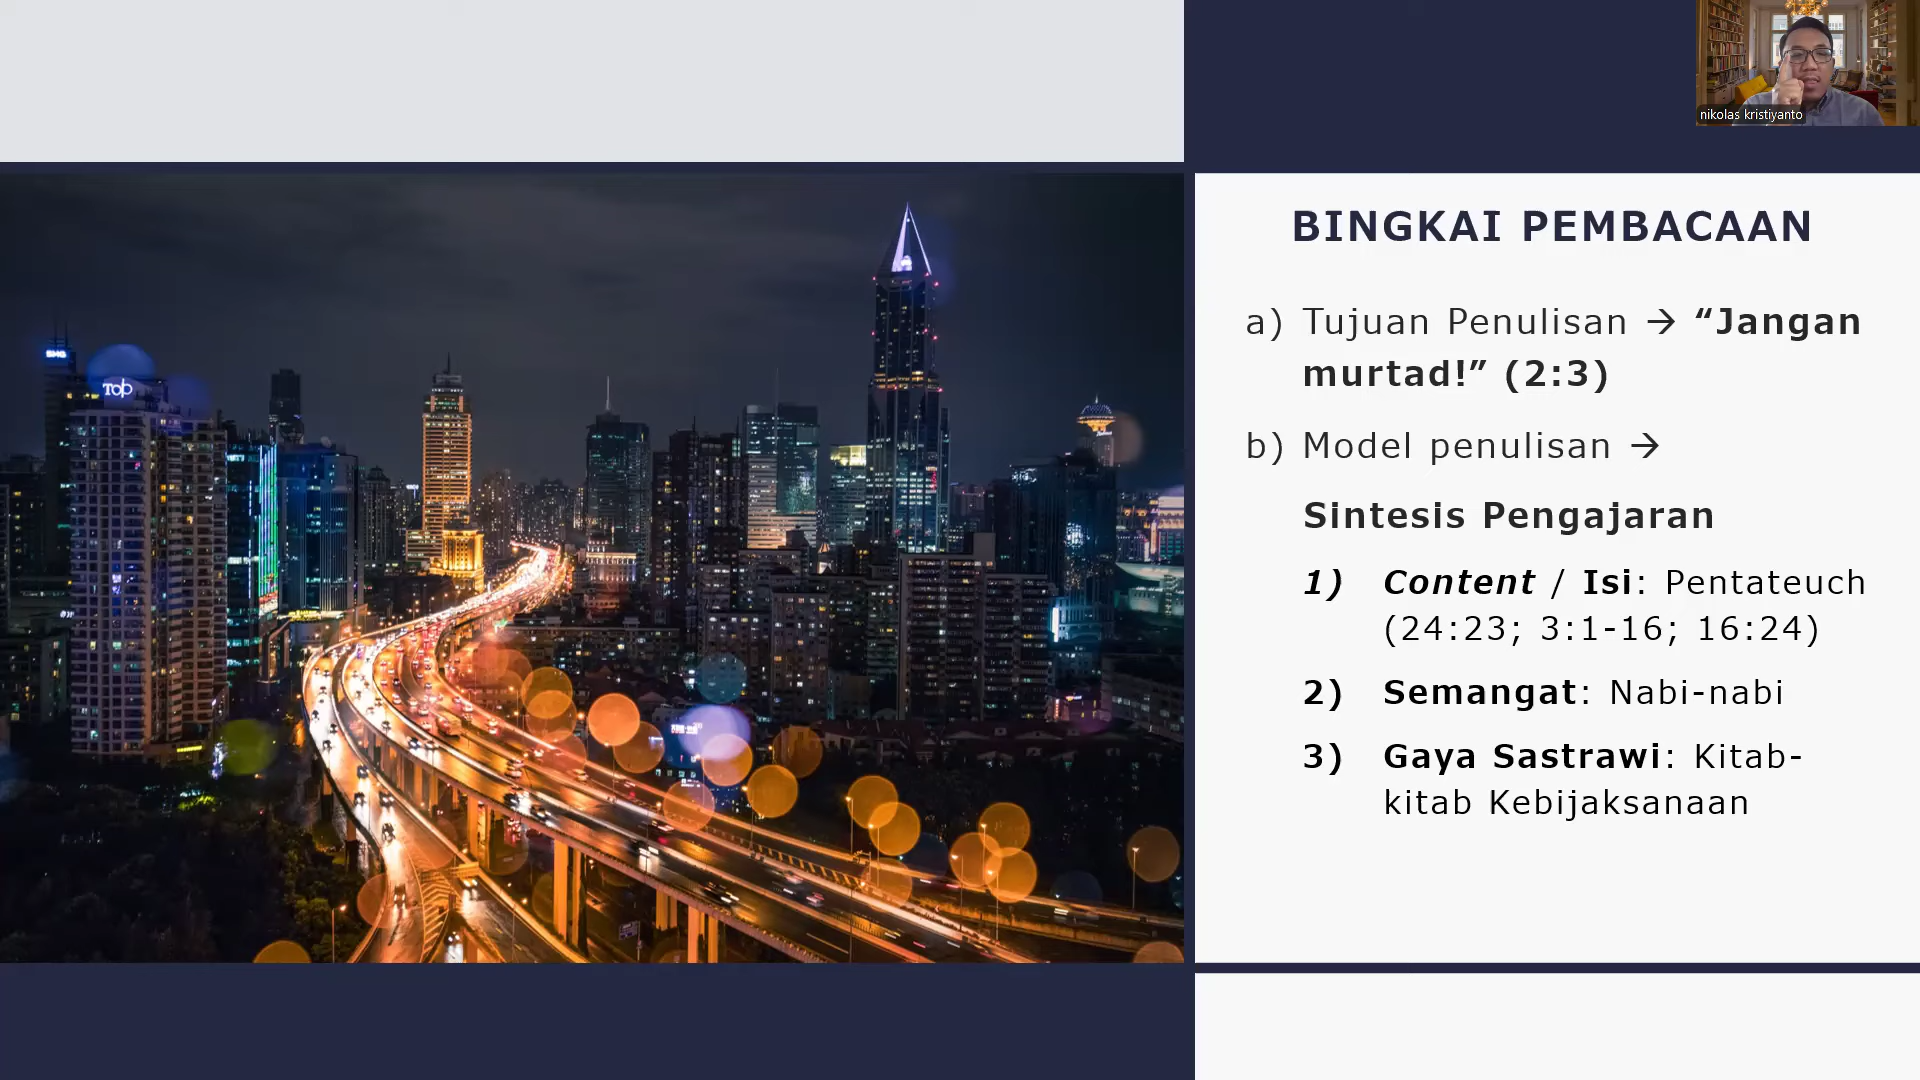 nikolas kristiyanto
BINGKAI PEMBACAAN
a) Tujuan Penulisan → “Jangan
murtad!” (2:3)
b) Model penulisan →
Sintesis Pengajaran
1) Content / Isi: Pentateuch
(24:23; 3:1-16; 16:24)
2) Semangat: Nabi-nabi
3) Gaya Sastrawi: Kitab-
kitab Kebijaksanaan
TOP